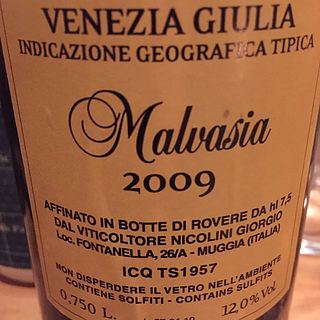 VENEZIA GIULIA
INDICAZIONE GEOGRAFICA TIPICA
Malvasia
2009
AFFINATO IN BOTTE DI ROVERE DA hl 7,5
DAL VITICOLTORE NICOLINI GIORGIO
Loc. FONTANELLA, 26/A - MUGGIA (ITALIA)
ICQ TS1957
NON DISPERDERE IL VETRO NELL'AMBIENTE
CONTIENE SOLFITI - CONTAINS SULFITS
0,750 L.
12,0% Vol.